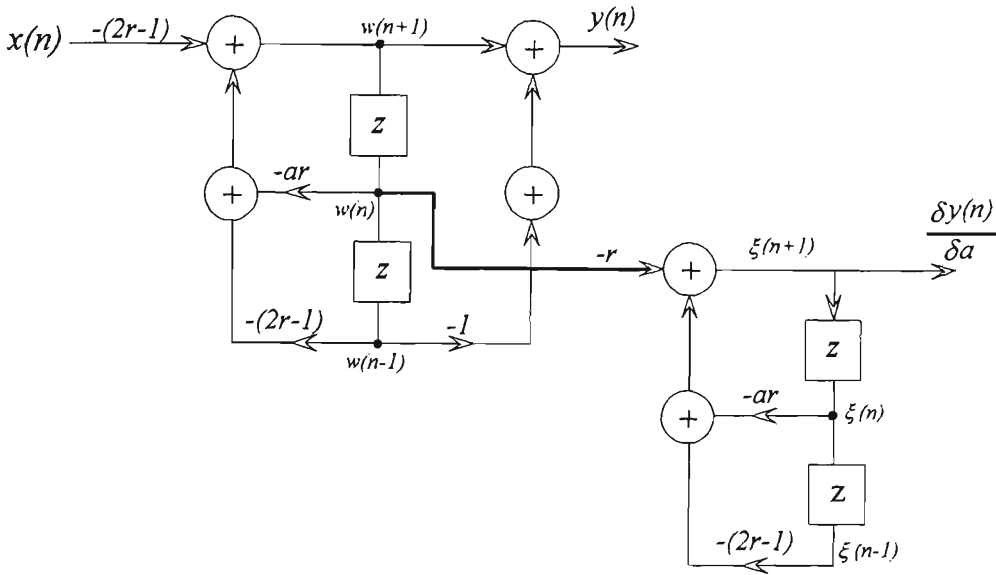 x(n)
-(2r-1)
+
w(n+1)
+
y(n)
z
+
-ar
w(n)
+
z
-r
+
ξ(n+1)
δy(n)
δa
-(2r-1)
w(n-1)
-1
z
+
-ar
ξ(n)
z
-(2r-1)
ξ(n-1)